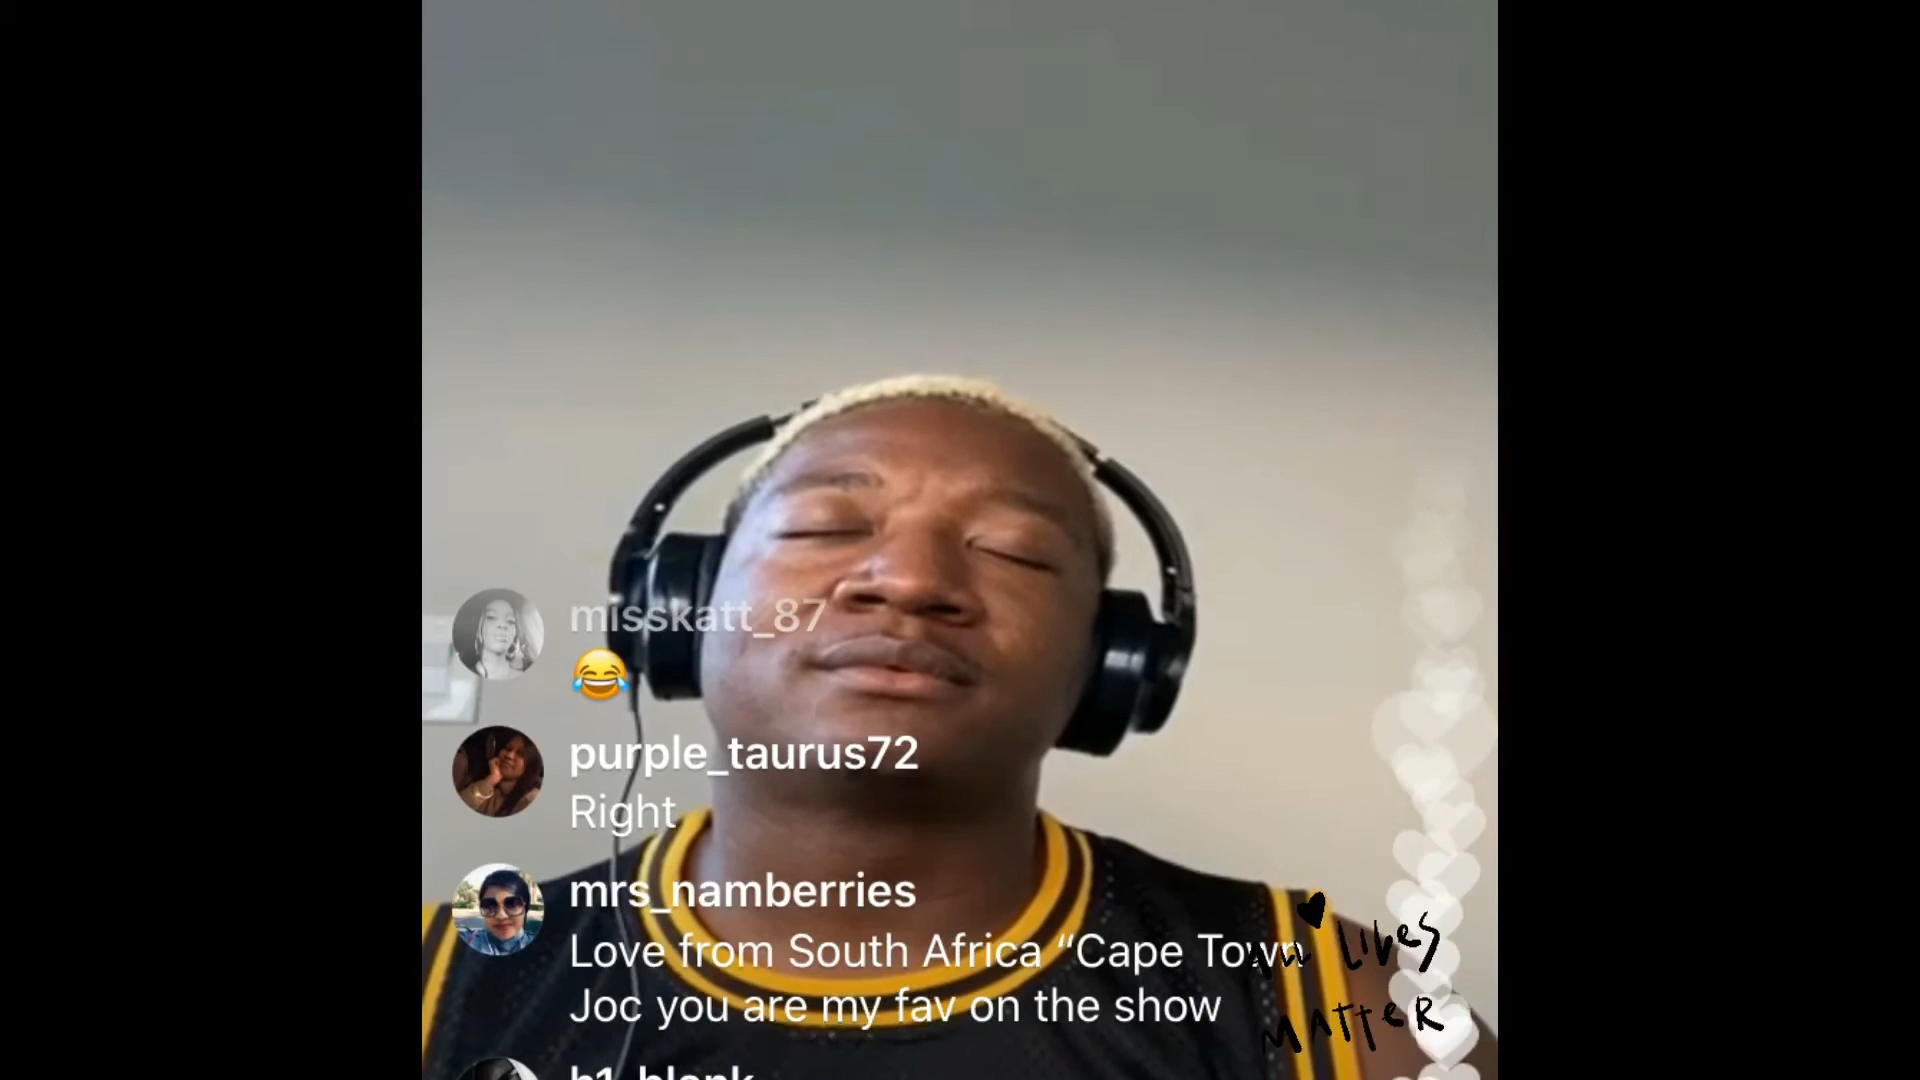 misskatt_87
😂
purple_taurus72
Right
mrs_namberries
Love from South Africa “Cape Town
Joc you are my fav on the show
LIVES
MATTER